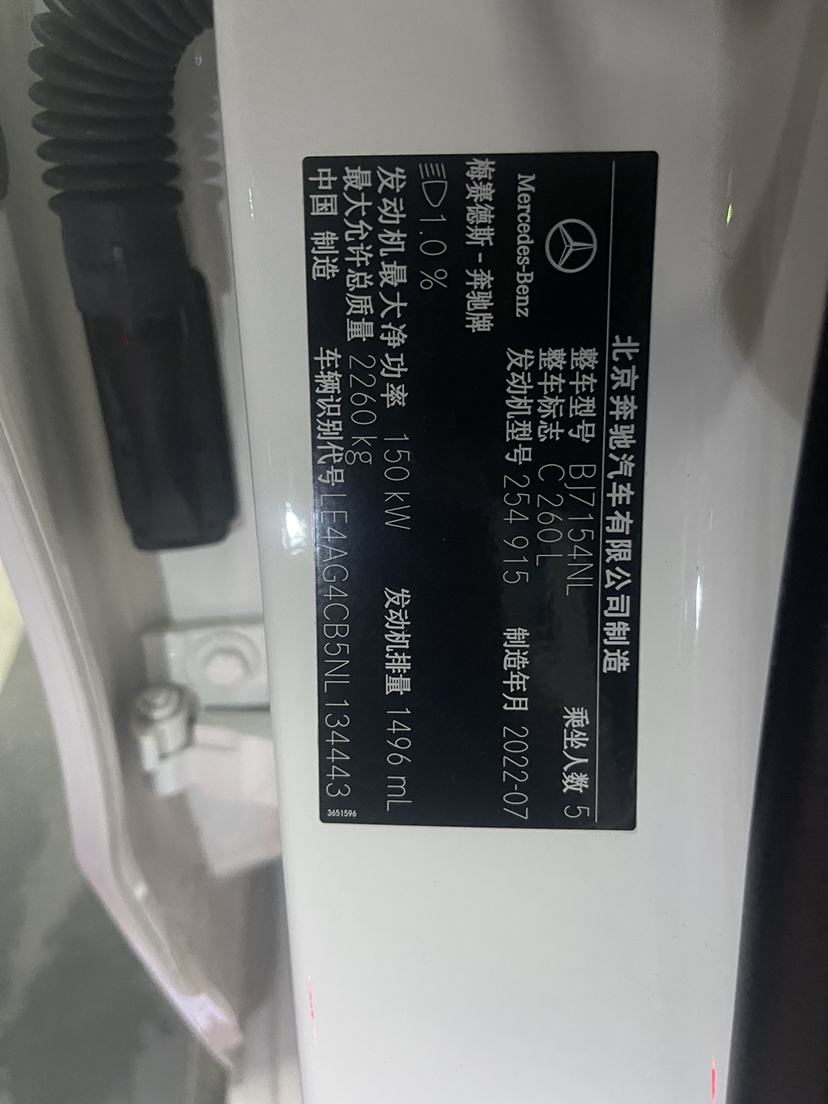 北京奔驰汽车有限公司制造
整车型号 BJ7154NL 乘坐人数 5
整车标志 C 260 L
Mercedes-Benz 发动机型号 254 915 制造年月 2022-07
梅赛德斯-奔驰牌
1.0 %
发动机最大净功率 150 kW 发动机排量 1496 mL
最大允许总质量 2260 kg
中国 制造 车辆识别代号 LE4AG4CB5NL134443
3651596